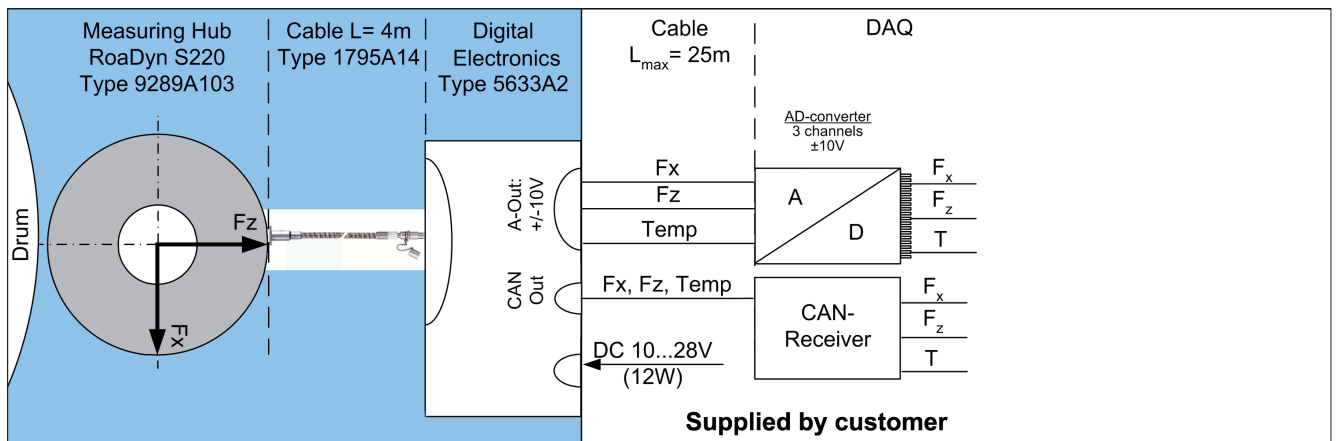 Measuring Hub
RoaDyn S220
Type 9289A103
Cable L= 4m
Type 1795A14
Digital
Electronics
Type 5633A2
Cable
Lmax= 25m
DAQ
AD-converter
3 channels
±10V
Drum
Fz
Fx
A-Out:
+/-10V
CAN
Out
Fx
Fz
Temp
Fx, Fz, Temp
DC 10...28V
(12W)
A
D
Fx
Fz
T
CAN-
Receiver
Fx
Fz
T
Supplied by customer